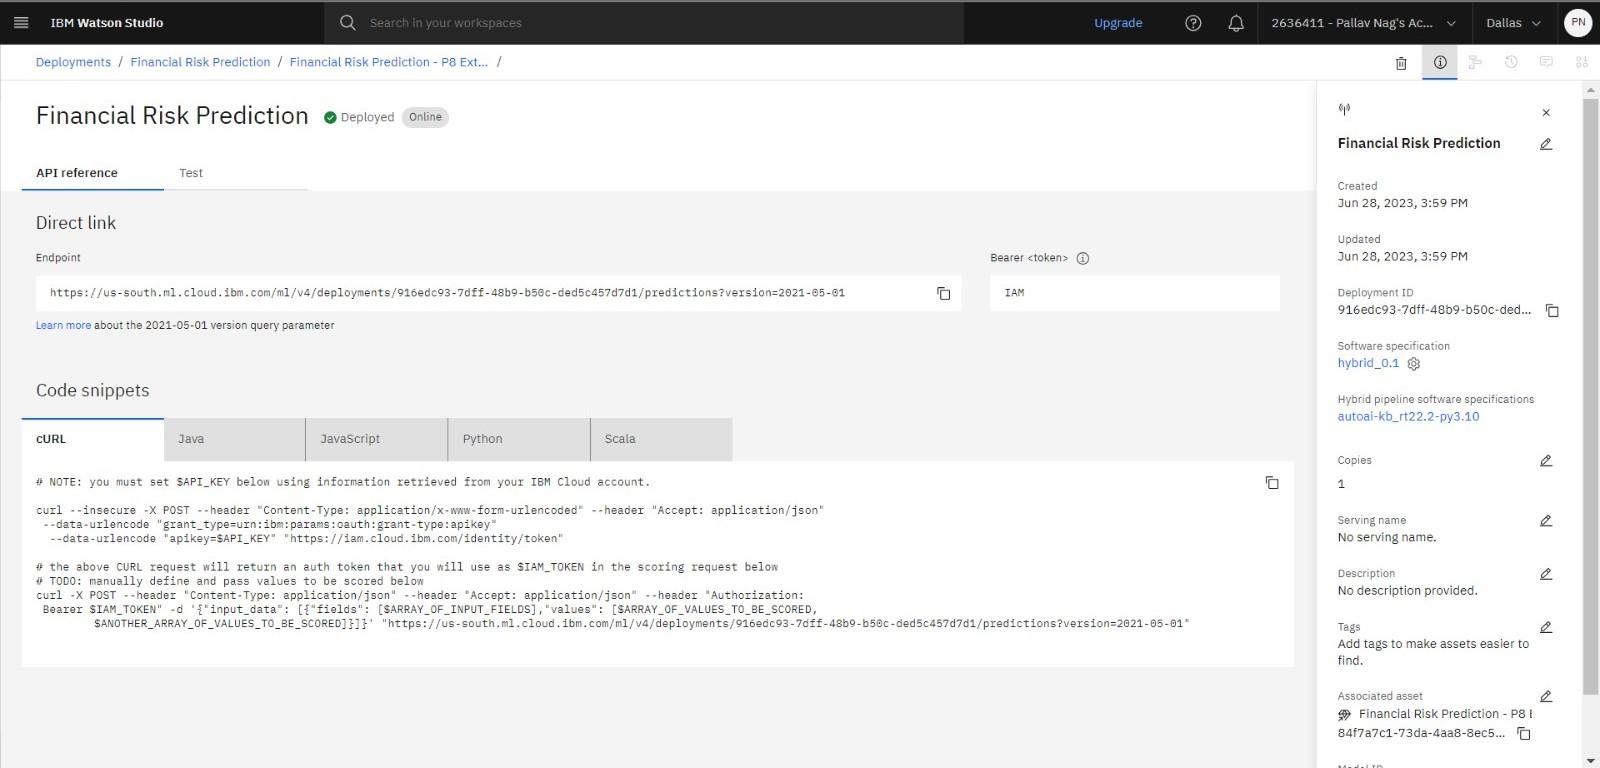 IBM Watson Studio
Search in your workspaces
Upgrade
2636411 - Pallav Nag's Ac...
Dallas
PN
Deployments / Financial Risk Prediction / Financial Risk Prediction - P8 Ext... /
Financial Risk Prediction
Deployed
Online
API reference
Test
Direct link
Endpoint
https://us-south.ml.cloud.ibm.com/ml/v4/deployments/916edc93-7dff-48b9-b50c-ded5c457d7d1/predictions?version=2021-05-01
Learn more about the 2021-05-01 version query parameter
Bearer <token>
IAM
Code snippets
cURL
Java
JavaScript
Python
Scala
# NOTE: you must set $API_KEY below using information retrieved from your IBM Cloud account.
curl --insecure -X POST --header "Content-Type: application/x-www-form-urlencoded" --header "Accept: application/json"
--data-urlencode "grant_type=urn:ibm:params:oauth:grant-type:apikey"
--data-urlencode "apikey=$API_KEY" "https://iam.cloud.ibm.com/identity/token"
# the above CURL request will return an auth token that you will use as $IAM_TOKEN in the scoring request below
# TODO: manually define and pass values to be scored below
curl -X POST --header "Content-Type: application/json" --header "Accept: application/json" --header "Authorization:
Bearer $IAM_TOKEN" -d '{"input_data": [{"fields": [$ARRAY_OF_INPUT_FIELDS],"values": [$ARRAY_OF_VALUES_TO_BE_SCORED,
$ANOTHER_ARRAY_OF_VALUES_TO_BE_SCORED]}]}' "https://us-south.ml.cloud.ibm.com/ml/v4/deployments/916edc93-7dff-48b9-b50c-ded5c457d7d1/predictions?version=2021-05-01"
Financial Risk Prediction
Created
Jun 28, 2023, 3:59 PM
Updated
Jun 28, 2023, 3:59 PM
Deployment ID
916edc93-7dff-48b9-b50c-ded...
Software specification
hybrid_0.1
Hybrid pipeline software specifications
autoai-kb_rt22.2-py3.10
Copies
1
Serving name
No serving name.
Description
No description provided.
Tags
Add tags to make assets easier to
find.
Associated asset
Financial Risk Prediction - P8 E
84f7a7c1-73da-4aa8-8ec5...
Model ID